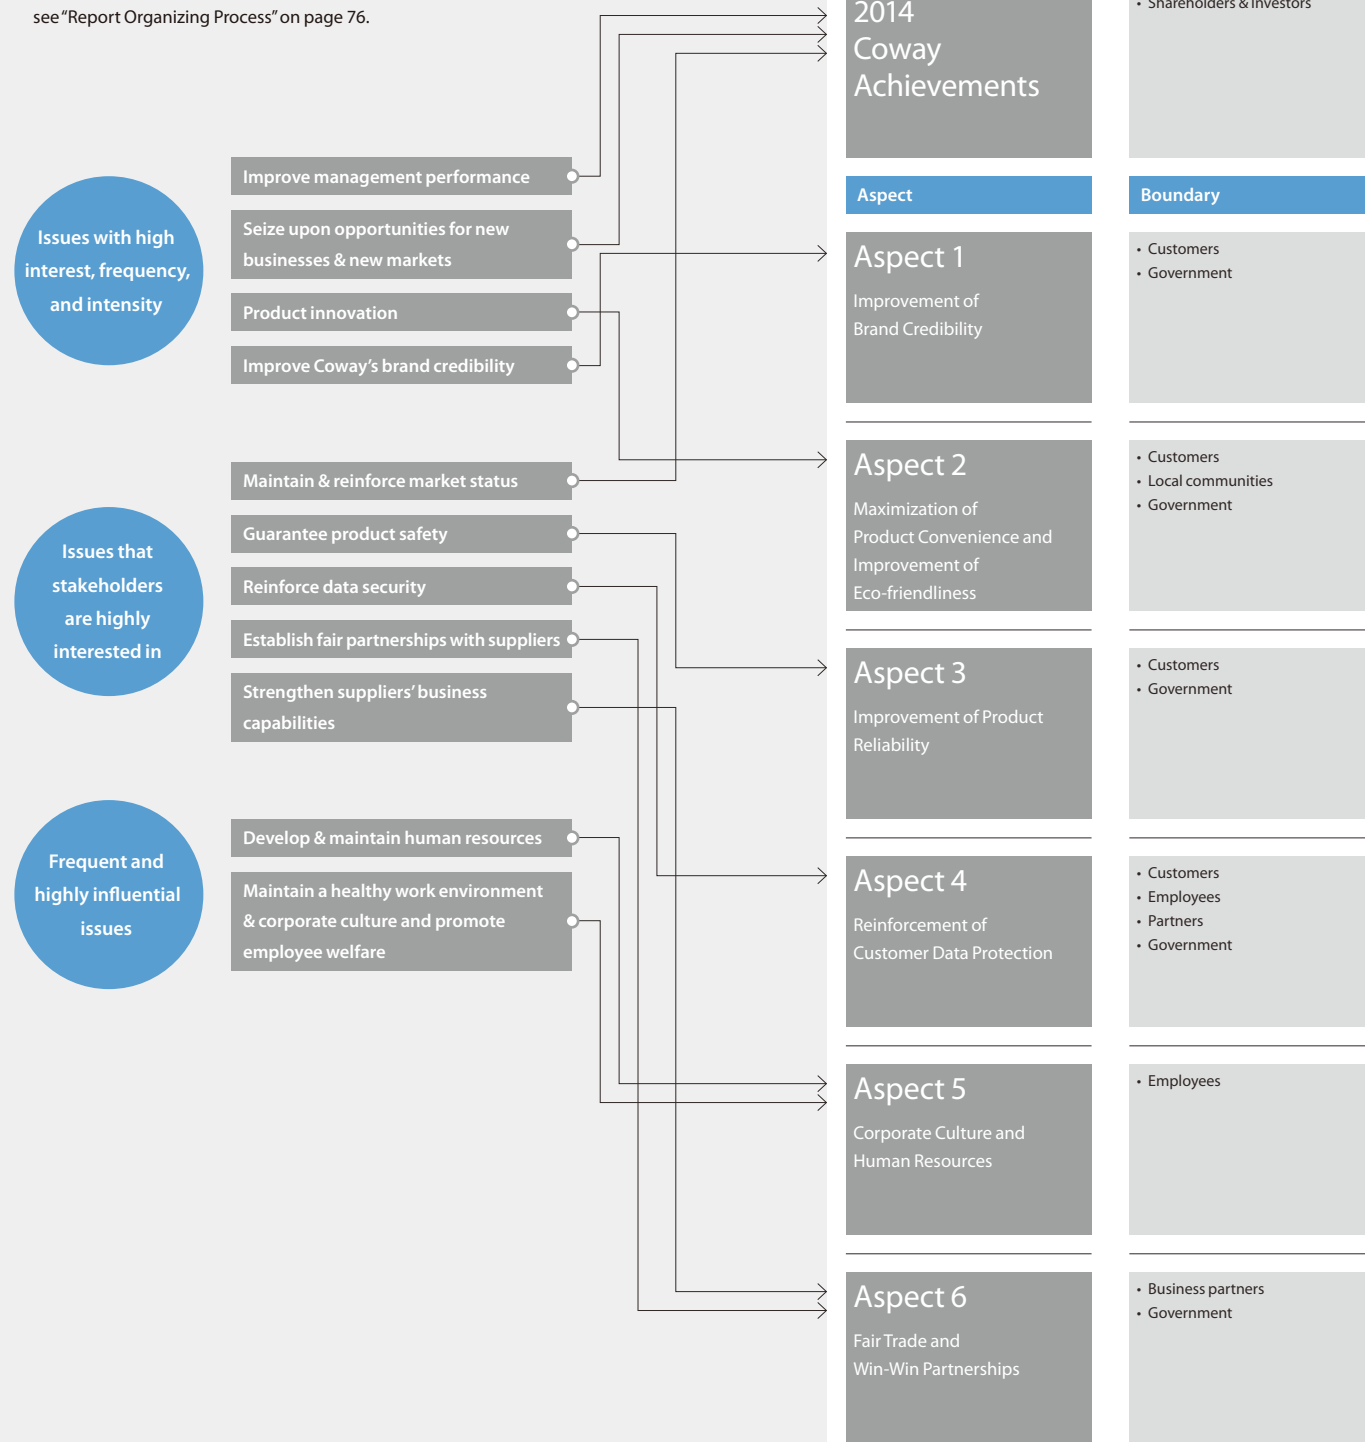 see “Report Organizing Process” on page 76.
Issues with high
interest, frequency,
and intensity
Improve management performance
Seize upon opportunities for new
businesses & new markets
Product innovation
Improve Coway’s brand credibility
Issues that
stakeholders
are highly
interested in
Maintain & reinforce market status
Guarantee product safety
Reinforce data security
Establish fair partnerships with suppliers
Strengthen suppliers’ business
capabilities
Frequent and
highly influential
issues
Develop & maintain human resources
Maintain a healthy work environment
& corporate culture and promote
employee welfare
2014
Coway
Achievements
• Shareholders & Investors
Aspect
Boundary
Aspect 1
Improvement of
Brand Credibility
• Customers
• Government
Aspect 2
Maximization of
Product Convenience and
Improvement of
Eco-friendliness
• Customers
• Local communities
• Government
Aspect 3
Improvement of Product
Reliability
• Customers
• Government
Aspect 4
Reinforcement of
Customer Data Protection
• Customers
• Employees
• Partners
• Government
Aspect 5
Corporate Culture and
Human Resources
• Employees
Aspect 6
Fair Trade and
Win-Win Partnerships
• Business partners
• Government